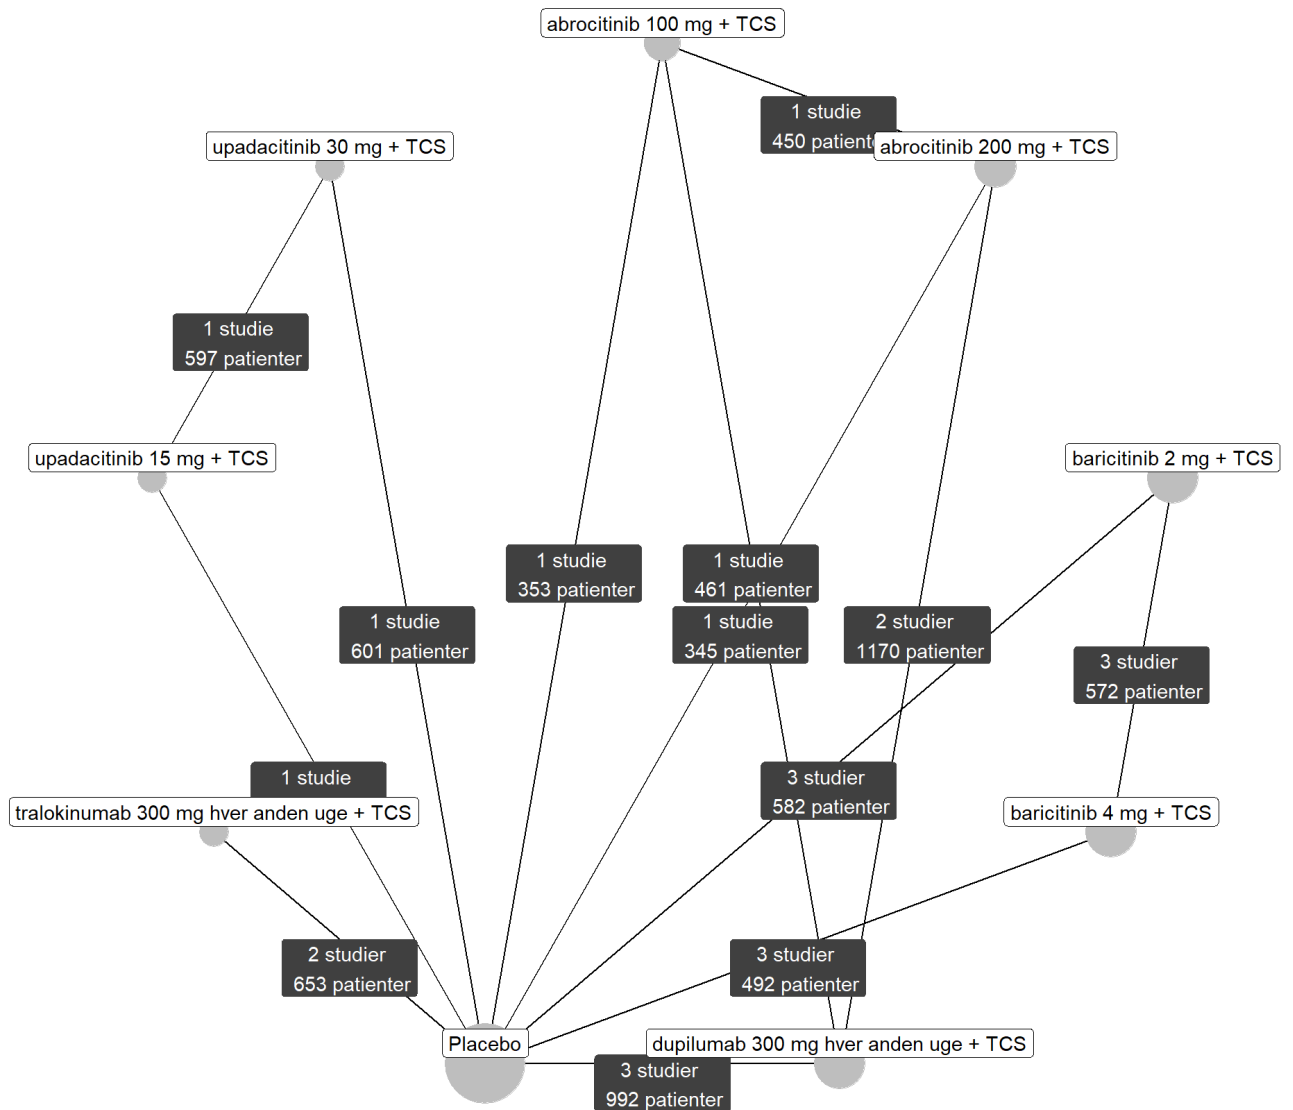 abrocitinib 100 mg + TCS
1 studie
450
abrocitinib 200 mg + TCS
upadacitinib 30 mg + TCS
1 studie
597 patienter
upadacitinib 15 mg + TCS
baricitinib 2 mg + TCS
1 studie
353 patienter
1 studie
461 patienter
1 studie
601 patienter
1 studie
345 patienter
2 studier
1170 patienter
3 studier
572 patienter
1 studie
tralokinumab 300 mg hver anden uge + TCS
3 studier
582 patienter
baricitinib 4 mg + TCS
2 studier
653 patienter
3 studier
492 patienter
Placebo
dupilumab 300 mg hver anden uge + TCS
3 studier
992 patienter